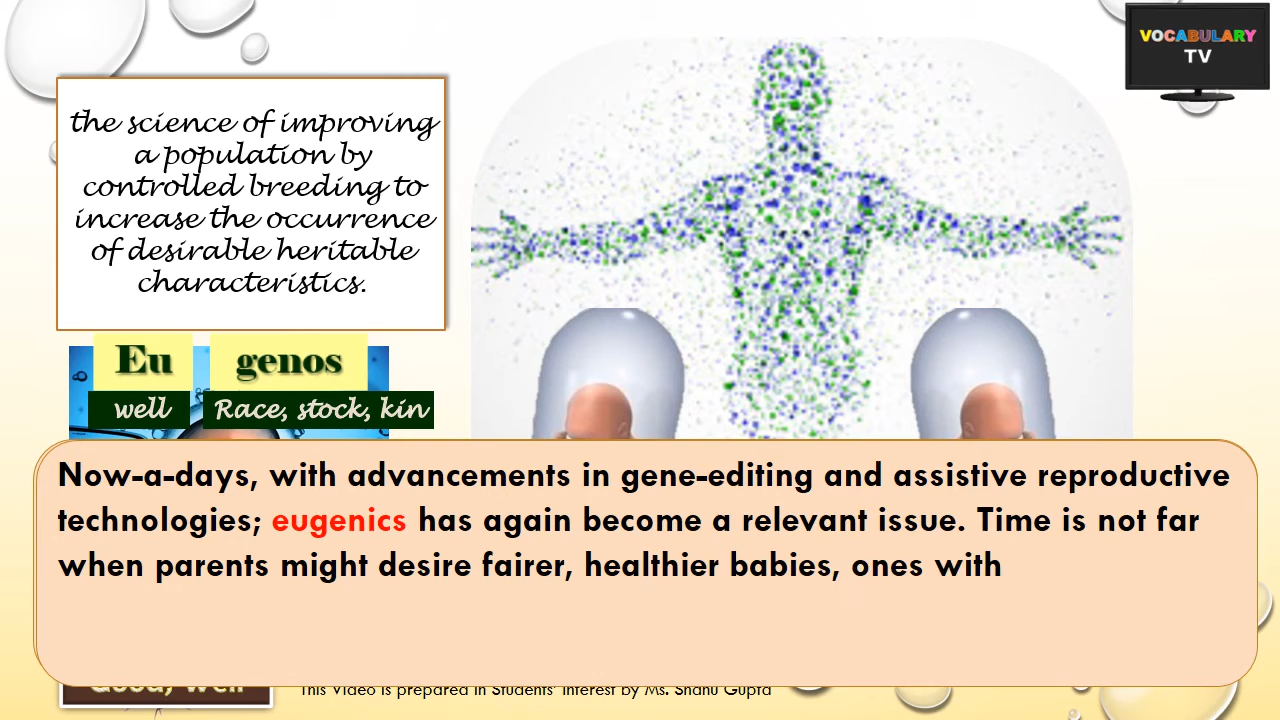 VOCABULARY
TV
the science of improving
a population by
controlled breeding to
increase the occurrence
of desirable heritable
characteristics.
Eu genos
well Race, stock, kin
Now-a-days, with advancements in gene-editing and assistive reproductive
technologies; eugenics has again become a relevant issue. Time is not far
when parents might desire fairer, healthier babies, ones with
Good, well
This Video is prepared in Students' interest by Ms. Shanu Gupta